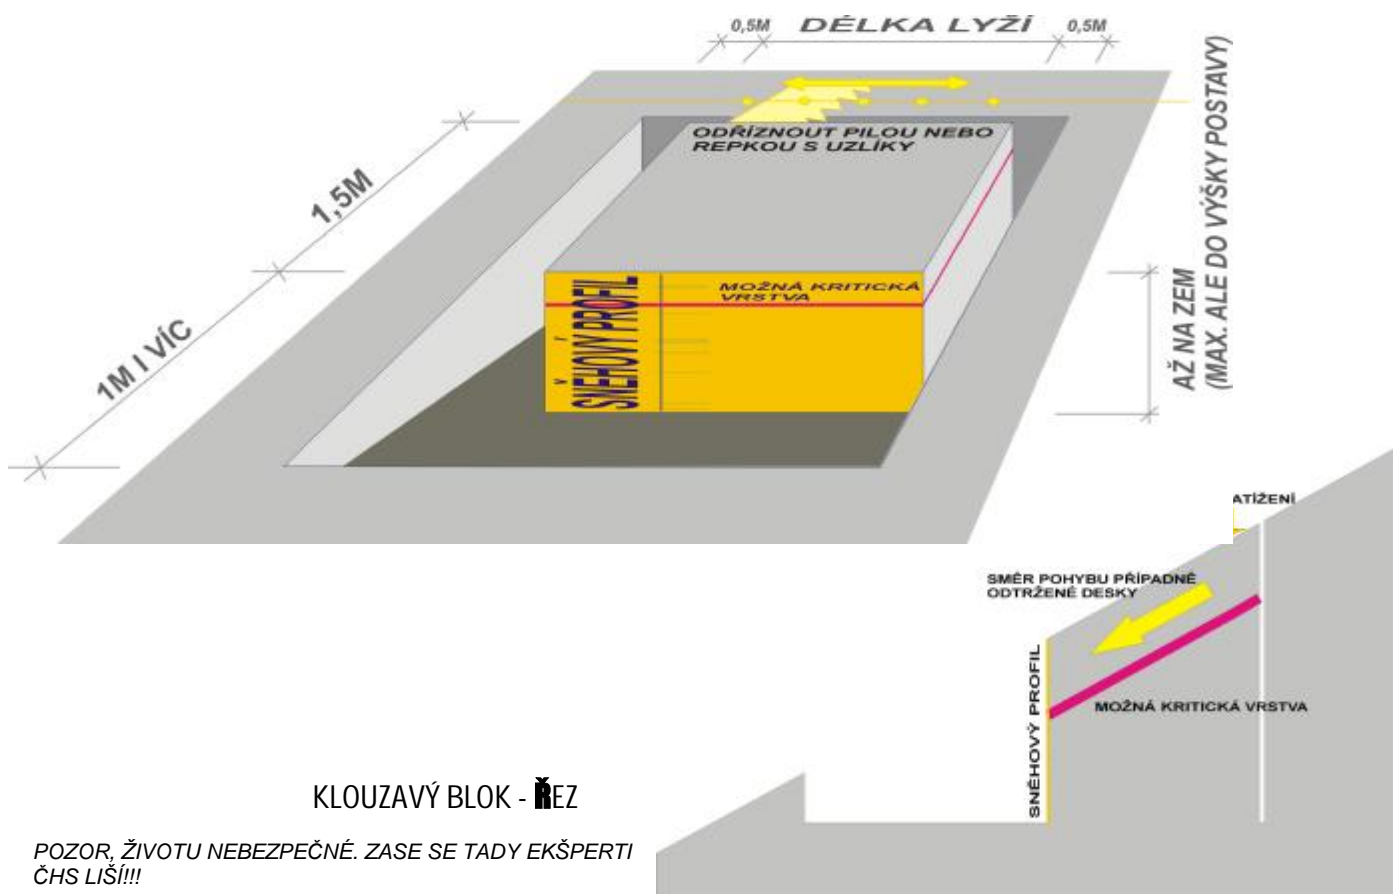 0,5M DÉLKA LYŽÍ 0,5M
ODŘÍZNOUT PILOU NEBO
REPKOU S UZLÍKY
1,5M
1M I VÍC
SNĚHOVÝ PROFIL
MOŽNÁ KRITICKÁ
VRSTVA
AŽ NA ZEM
(MAX. ALE DO VÝŠKY POSTAVY)
ATÍŽENÍ
SMĚR POHYBU PŘÍPADNĚ
ODTRŽENÉ DESKY
SNĚHOVÝ PROFIL
MOŽNÁ KRITICKÁ VRSTVA
KLOUZAVÝ BLOK - ŘEZ
POZOR, ŽIVOTU NEBEZPEČNÉ. ZASE SE TADY EKŠPERTI
ČHS LIŠÍ!!!